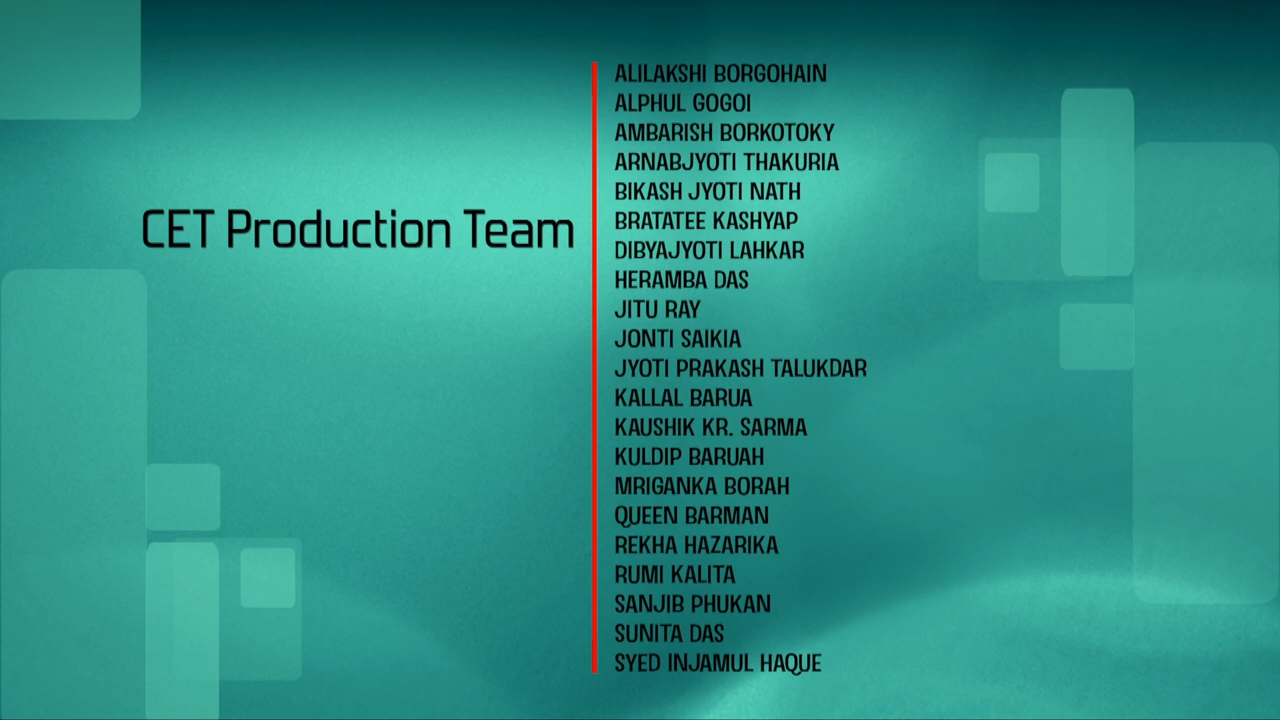 CET Production Team
ALILAKSHI BORGOHAIN
ALPHUL GOGOI
AMBARISH BORKOTOKY
ARNABJYOTI THAKURIA
BIKASH JYOTI NATH
BRATATEE KASHYAP
DIBYAJYOTI LAHKAR
HERAMBA DAS
JITU RAY
JONTI SAIKIA
JYOTI PRAKASH TALUKDAR
KALLAL BARUA
KAUSHIK KR. SARMA
KULDIP BARUAH
MRIGANKA BORAH
QUEEN BARMAN
REKHA HAZARIKA
RUMI KALITA
SANJIB PHUKAN
SUNITA DAS
SYED INJAMUL HAQUE